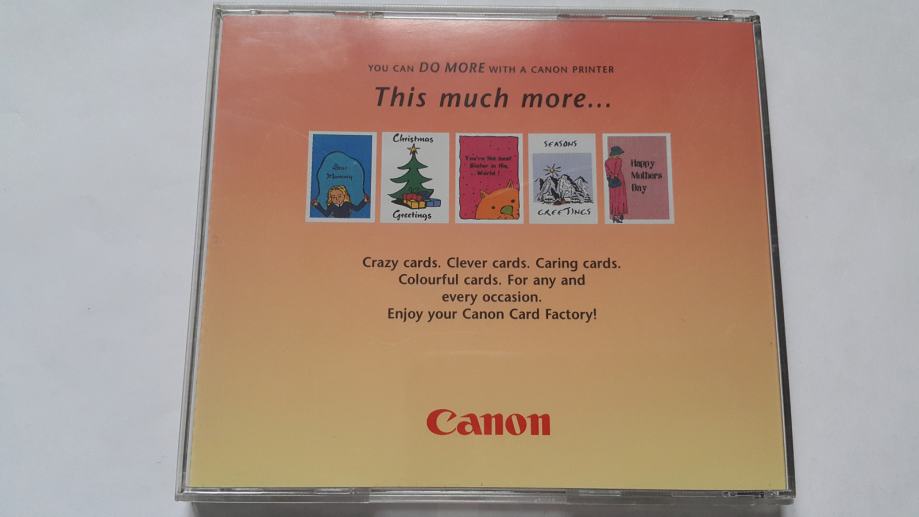 YOU CAN DO MORE WITH A CANON PRINTER
This much more...
Dear
Mummy
Christmas
Greetings
You're the best
Sister in the
...World !
SEASONS
GREETINGS
Happy
Mothers
Day
Crazy cards. Clever cards. Caring cards.
Colourful cards. For any and
every occasion.
Enjoy your Canon Card Factory!
Canon